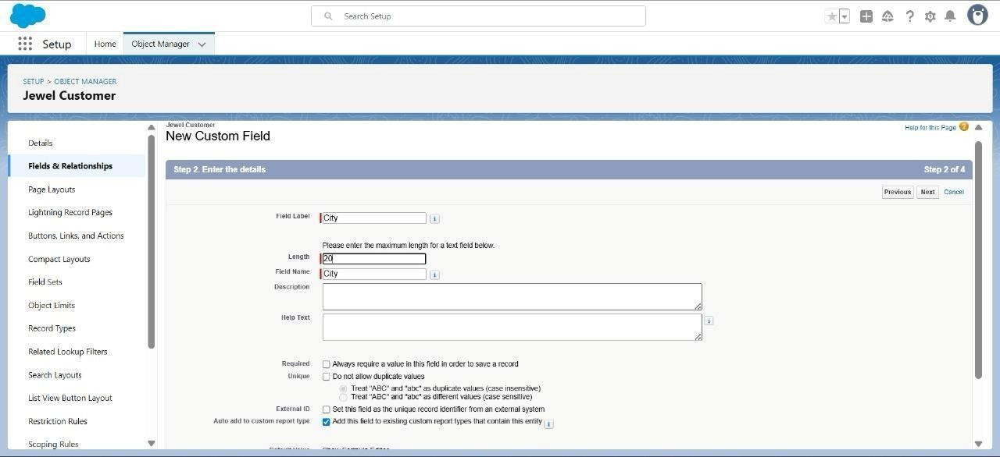 Search Setup
Setup
Home
Object Manager
SETUP > OBJECT MANAGER
Jewel Customer
Details
Fields & Relationships
Page Layouts
Lightning Record Pages
Buttons, Links, and Actions
Compact Layouts
Field Sets
Object Limits
Record Types
Related Lookup Filters
Search Layouts
List View Button Layout
Restriction Rules
Scoping Rules
Jewel Customer
New Custom Field
Help for this Page
Step 2. Enter the details
Step 2 of 4
Previous
Next
Cancel
Field Label
City
Please enter the maximum length for a text field below.
Length
20
Field Name
City
Description
Help Text
Required
Always require a value in this field in order to save a record
Unique
Do not allow duplicate values
Treat "ABC" and "abc" as duplicate values (case insensitive)
Treat "ABC" and "abc" as different values (case sensitive)
External ID
Set this field as the unique record identifier from an external system
Auto add to custom report type
Add this field to existing custom report types that contain this entity
Default Value
Show Formula Editor